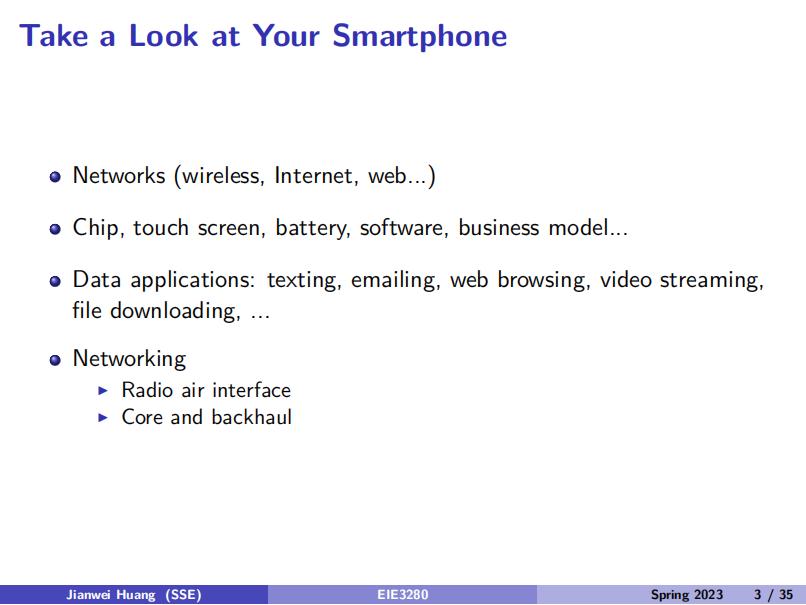 Take a Look at Your Smartphone
Networks (wireless, Internet, web...)
Chip, touch screen, battery, software, business model...
Data applications: texting, emailing, web browsing, video streaming,
file downloading, ...
Networking
Radio air interface
Core and backhaul
Jianwei Huang (SSE) EIE3280 Spring 2023 3 / 35